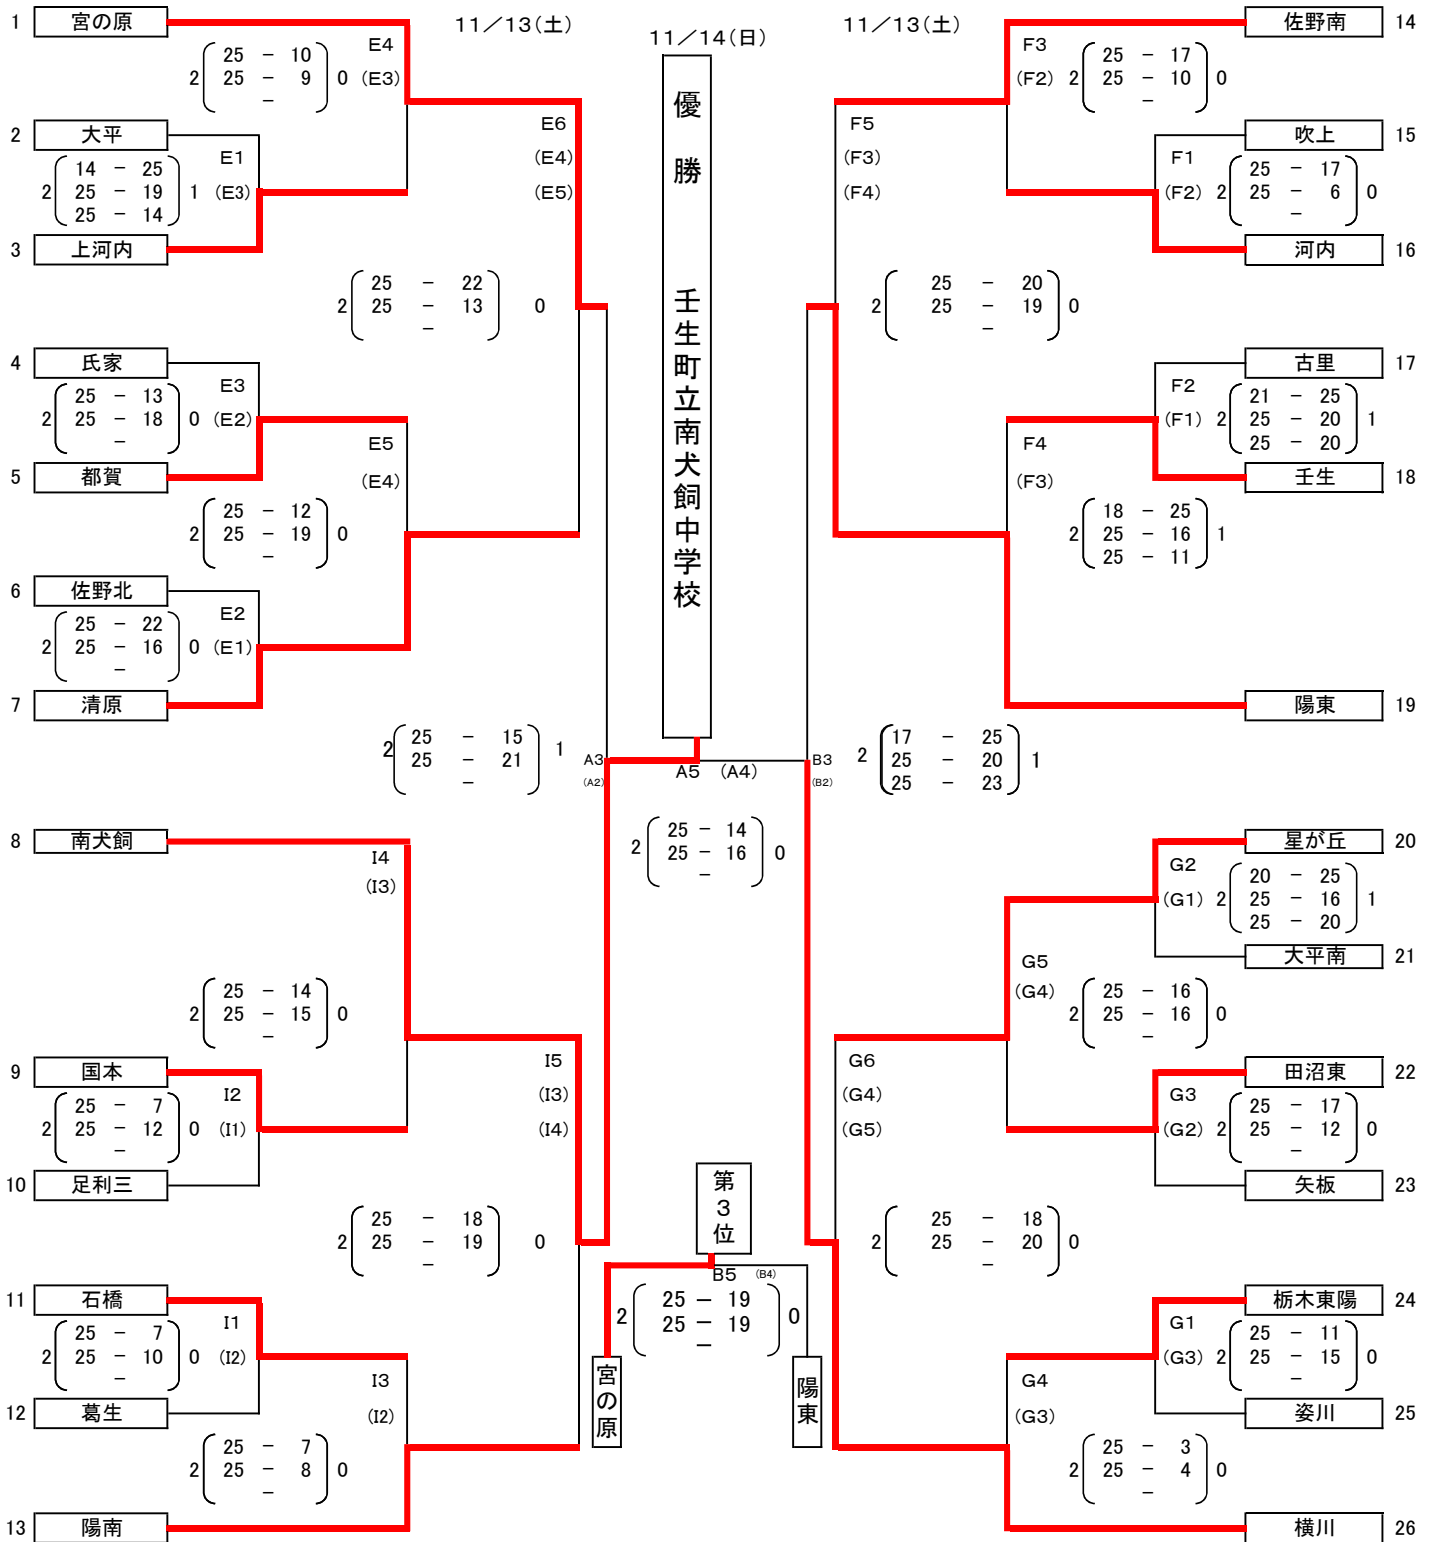 11／13(土)
11／14(日)
11／13(土)
優勝 壬生町立南犬飼中学校
1 宮の原
E4
(E3)
2 25 － 10 0
25 － 9
－
2 大平
E1
(E3)
2 14 － 25 1
25 － 19
25 － 14
3 上河内
E6
(E4)
(E5)
2 25 － 22 0
25 － 13
－
4 氏家
E3
(E2)
2 25 － 13 0
25 － 18
－
5 都賀
E5
(E4)
2 25 － 12 0
25 － 19
－
6 佐野北
E2
(E1)
2 25 － 22 0
25 － 16
－
7 清原
2 25 － 15 1
25 － 21
－
A3
(A2)
A5 (A4)
2 25 － 14 0
25 － 16
－
8 南犬飼
I4
(I3)
2 25 － 14 0
25 － 15
－
9 国本
I2
(I1)
2 25 － 7 0
25 － 12
－
10 足利三
I5
(I3)
(I4)
2 25 － 18 0
25 － 19
－
11 石橋
I1
(I2)
2 25 － 7 0
25 － 10
－
12 葛生
I3
(I2)
2 25 － 7 0
25 － 8
－
13 陽南
第3位
B5 (B4)
2 25 － 19 0
25 － 19
－
宮の原
陽東
佐野南 14
F3
(F2)
2 25 － 17 0
25 － 10
－
吹上 15
F1
(F2)
2 25 － 17 0
25 － 6
－
河内 16
F5
(F3)
(F4)
2 25 － 20 0
25 － 19
－
古里 17
F2
(F1)
2 21 － 25 1
25 － 20
25 － 20
壬生 18
F4
(F3)
2 18 － 25 1
25 － 16
25 － 11
陽東 19
B3
(B2)
2 17 － 25 1
25 － 20
25 － 23
星が丘 20
G2
(G1)
2 20 － 25 1
25 － 16
25 － 20
大平南 21
G5
(G4)
2 25 － 16 0
25 － 16
－
田沼東 22
G3
(G2)
2 25 － 17 0
25 － 12
－
矢板 23
G6
(G4)
(G5)
2 25 － 18 0
25 － 20
－
栃木東陽 24
G1
(G3)
2 25 － 11 0
25 － 15
－
姿川 25
G4
(G3)
2 25 － 3 0
25 － 4
－
横川 26